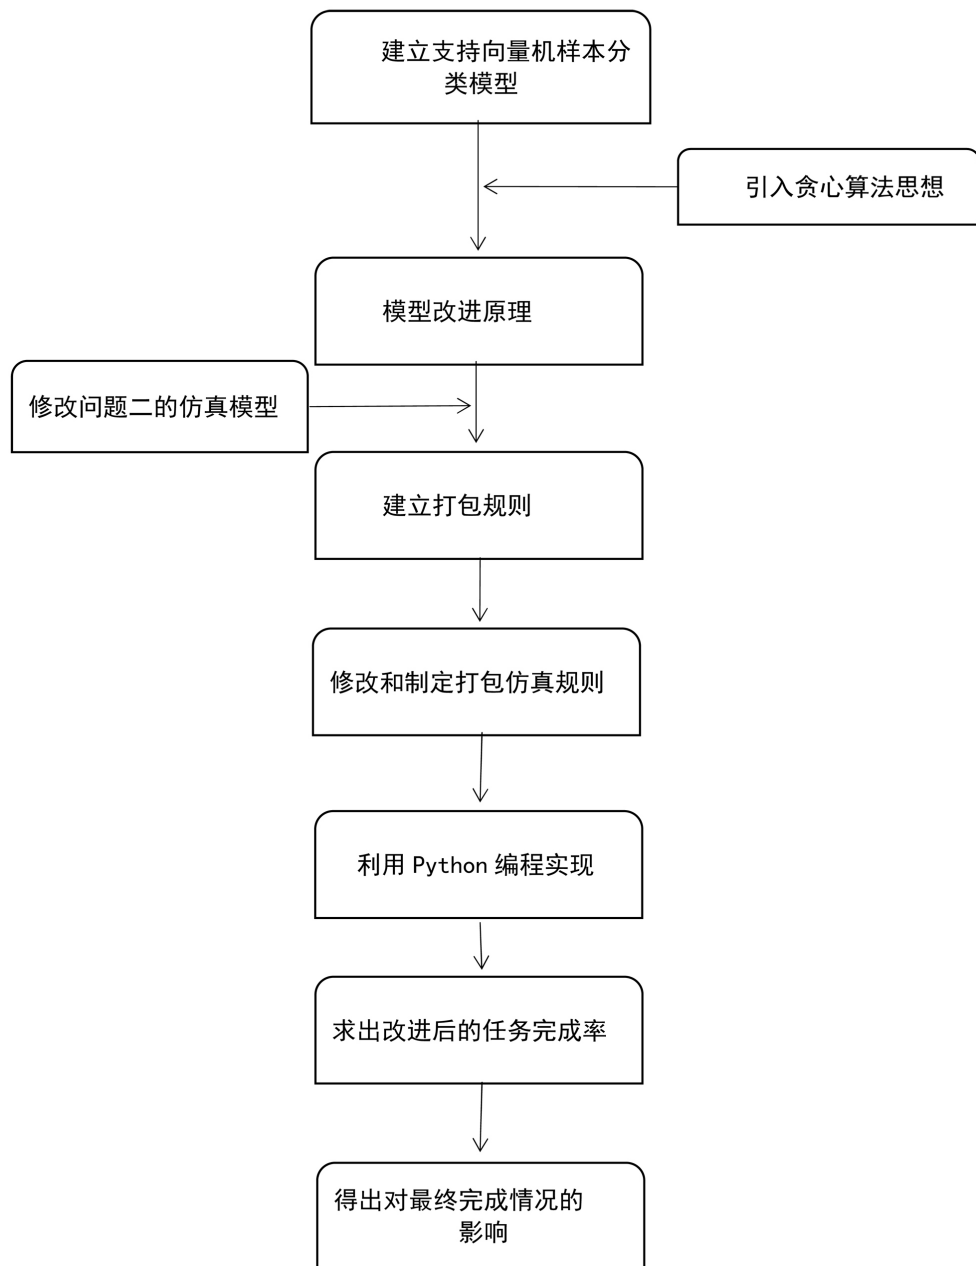 建立支持向量机样本分
类模型
引入贪心算法思想
模型改进原理
修改问题二的仿真模型
建立打包规则
修改和制定打包仿真规则
利用 Python 编程实现
求出改进后的任务完成率
得出对最终完成情况的
影响